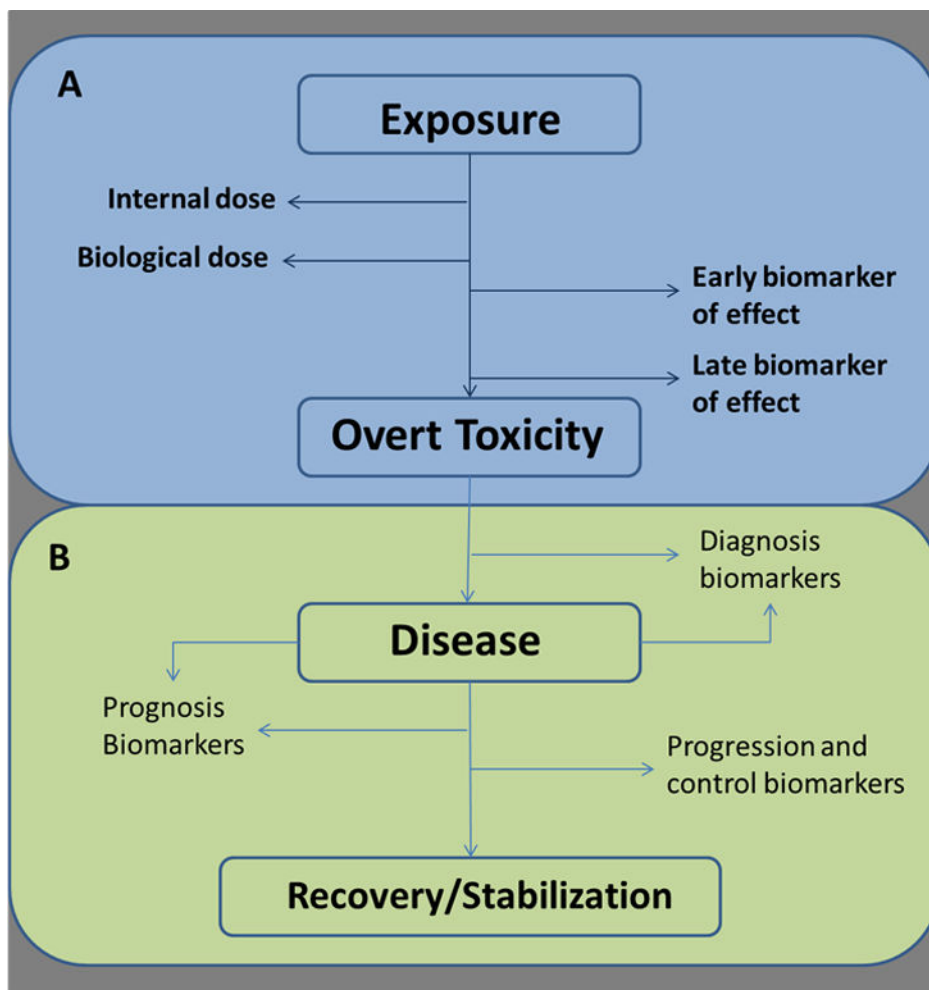 A
Exposure
Internal dose
Biological dose
Early biomarker
of effect
Late biomarker
of effect
Overt Toxicity
B
Diagnosis
biomarkers
Disease
Prognosis
Biomarkers
Progression and
control biomarkers
Recovery/Stabilization